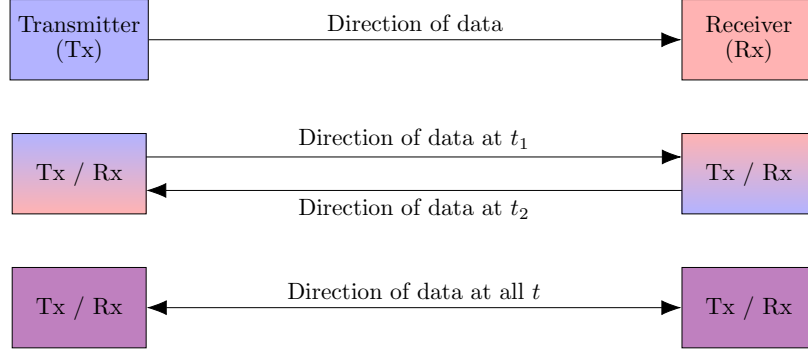 Transmitter
(Tx)
Direction of data
Receiver
(Rx)
Tx / Rx
Direction of data at t₁
Direction of data at t₂
Tx / Rx
Tx / Rx
Direction of data at all t
Tx / Rx